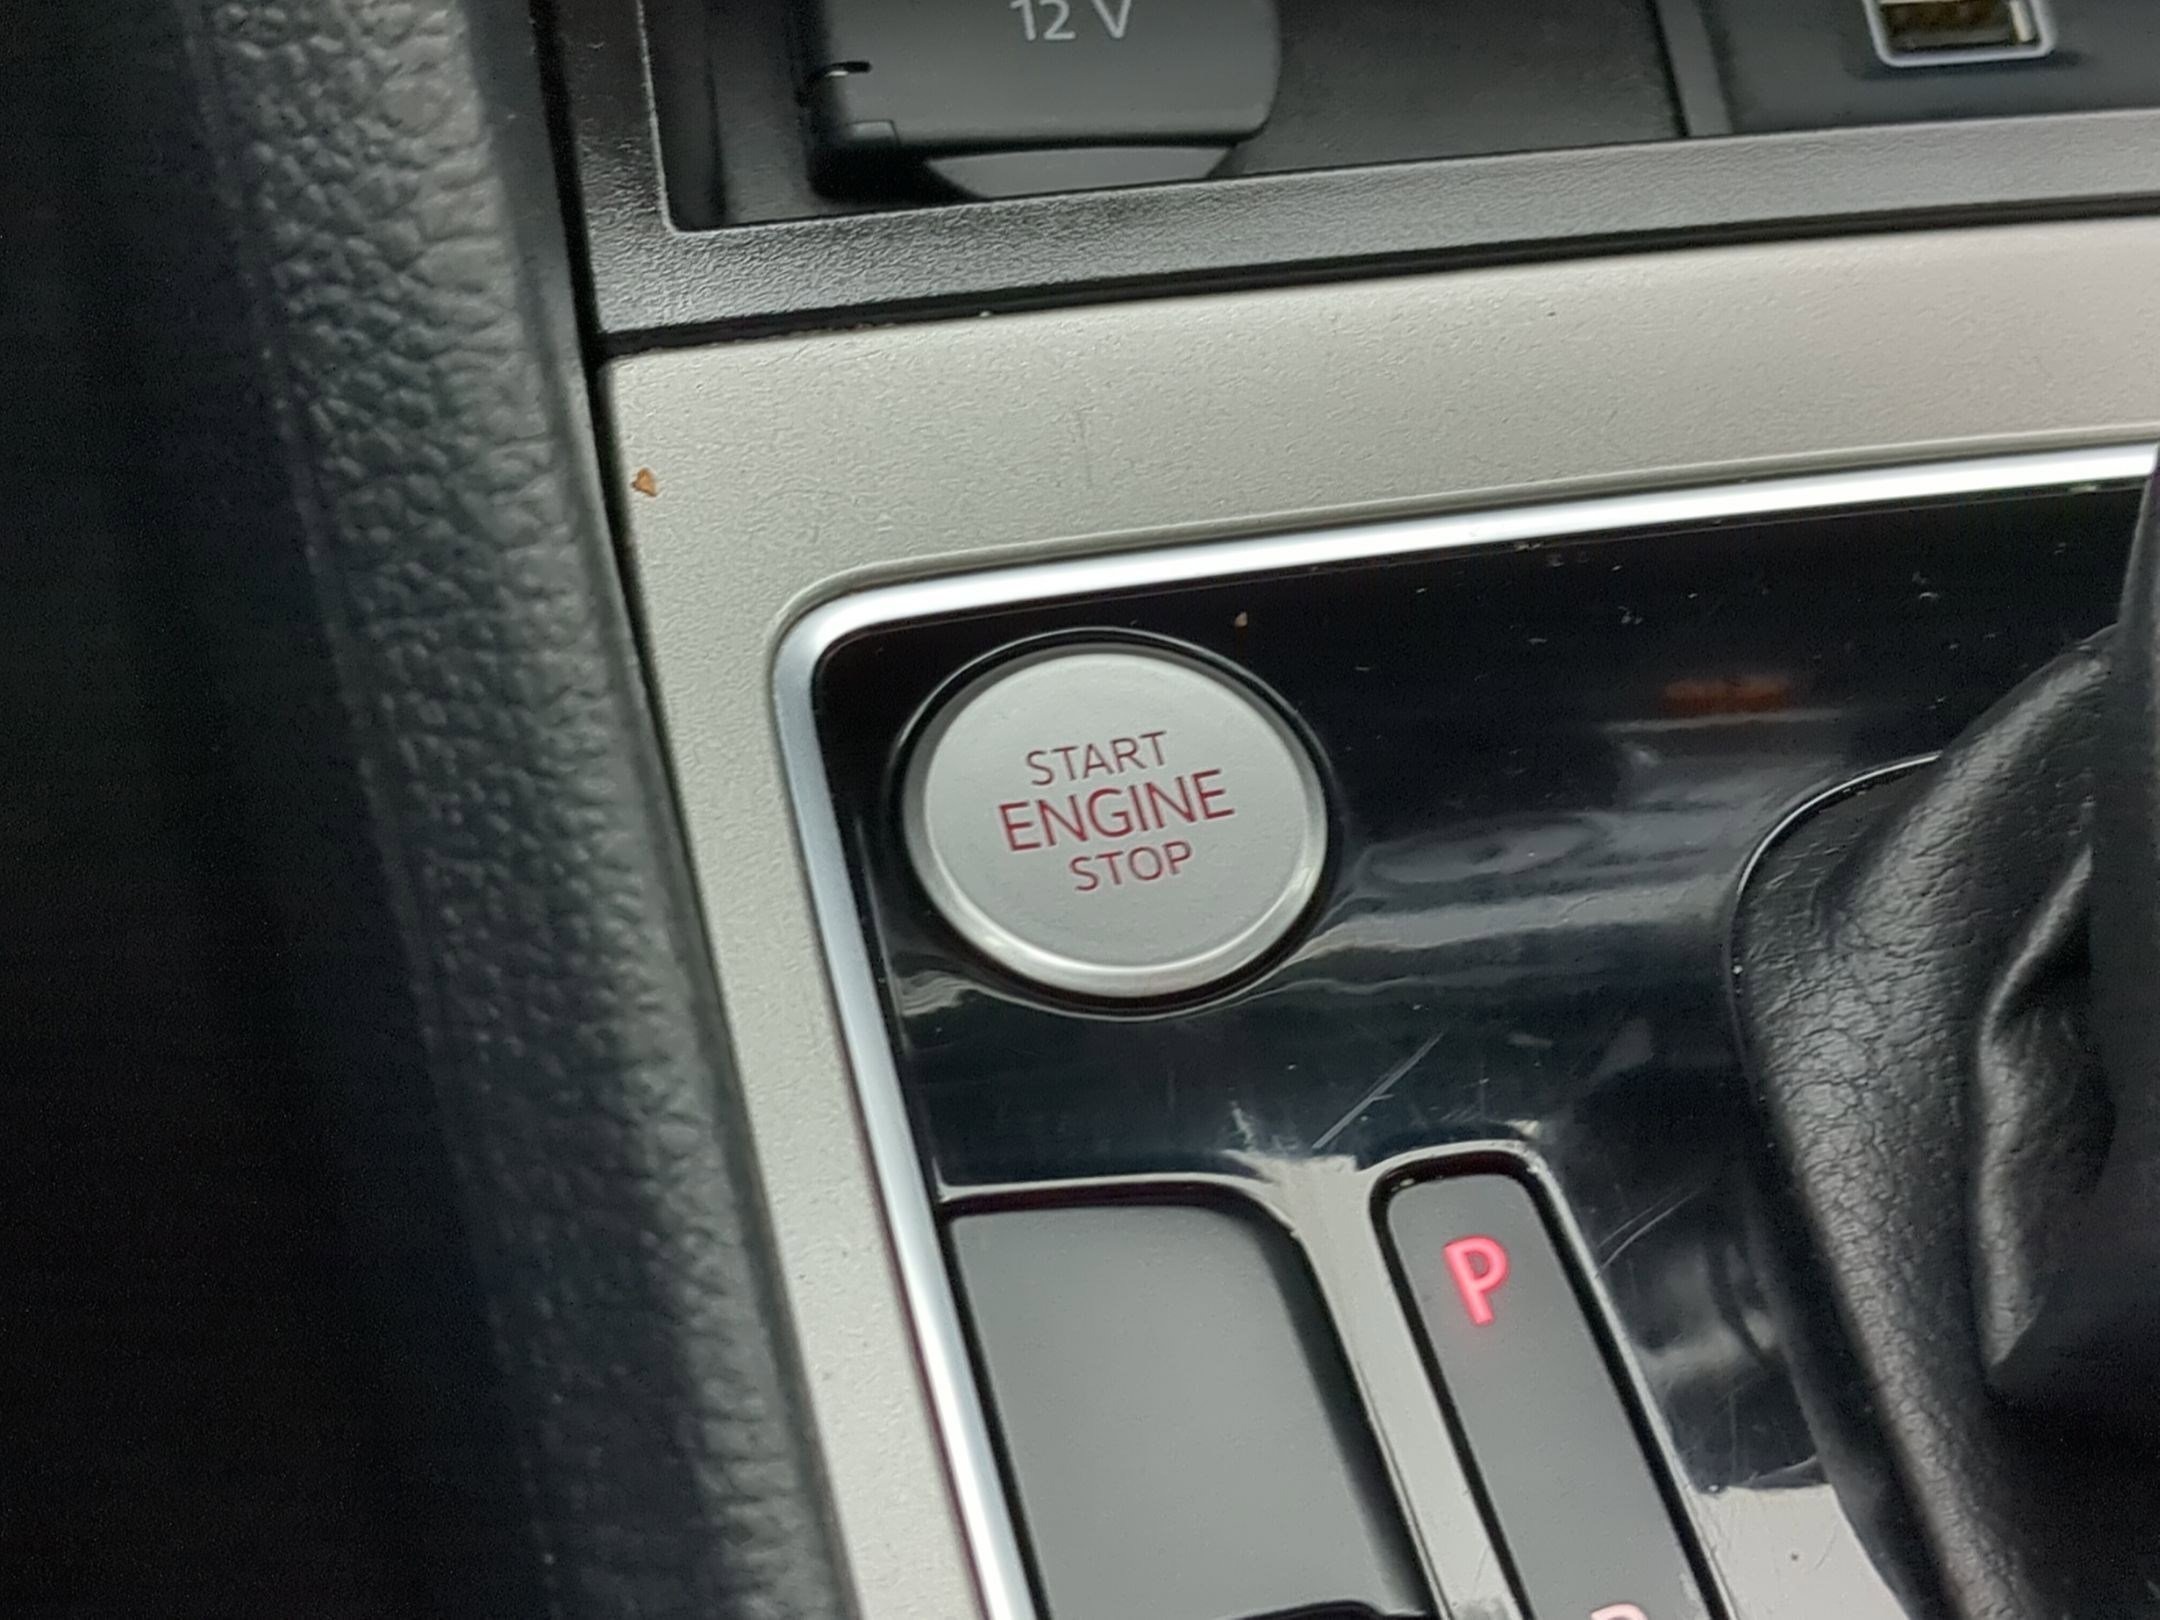 12 V
START
ENGINE
STOP
P